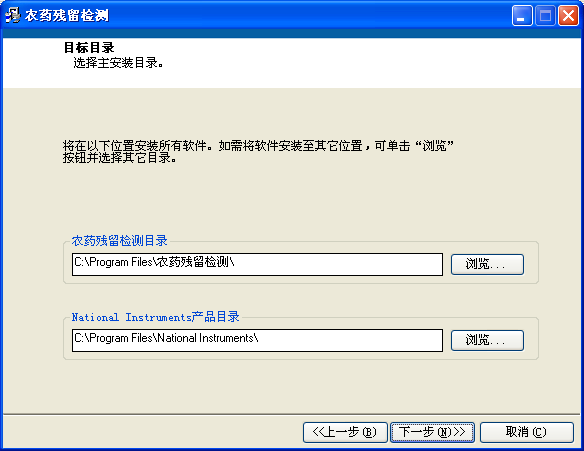 农药残留检测
目标目录
选择主安装目录。
将在以下位置安装所有软件。如需将软件安装至其它位置，可单击“浏览”
按钮并选择其它目录。
农药残留检测目录
C:\Program Files\农药残留检测\
浏览...
National Instruments产品目录
C:\Program Files\National Instruments\
浏览...
<<上一步(B)
下一步(N)>>
取消(C)